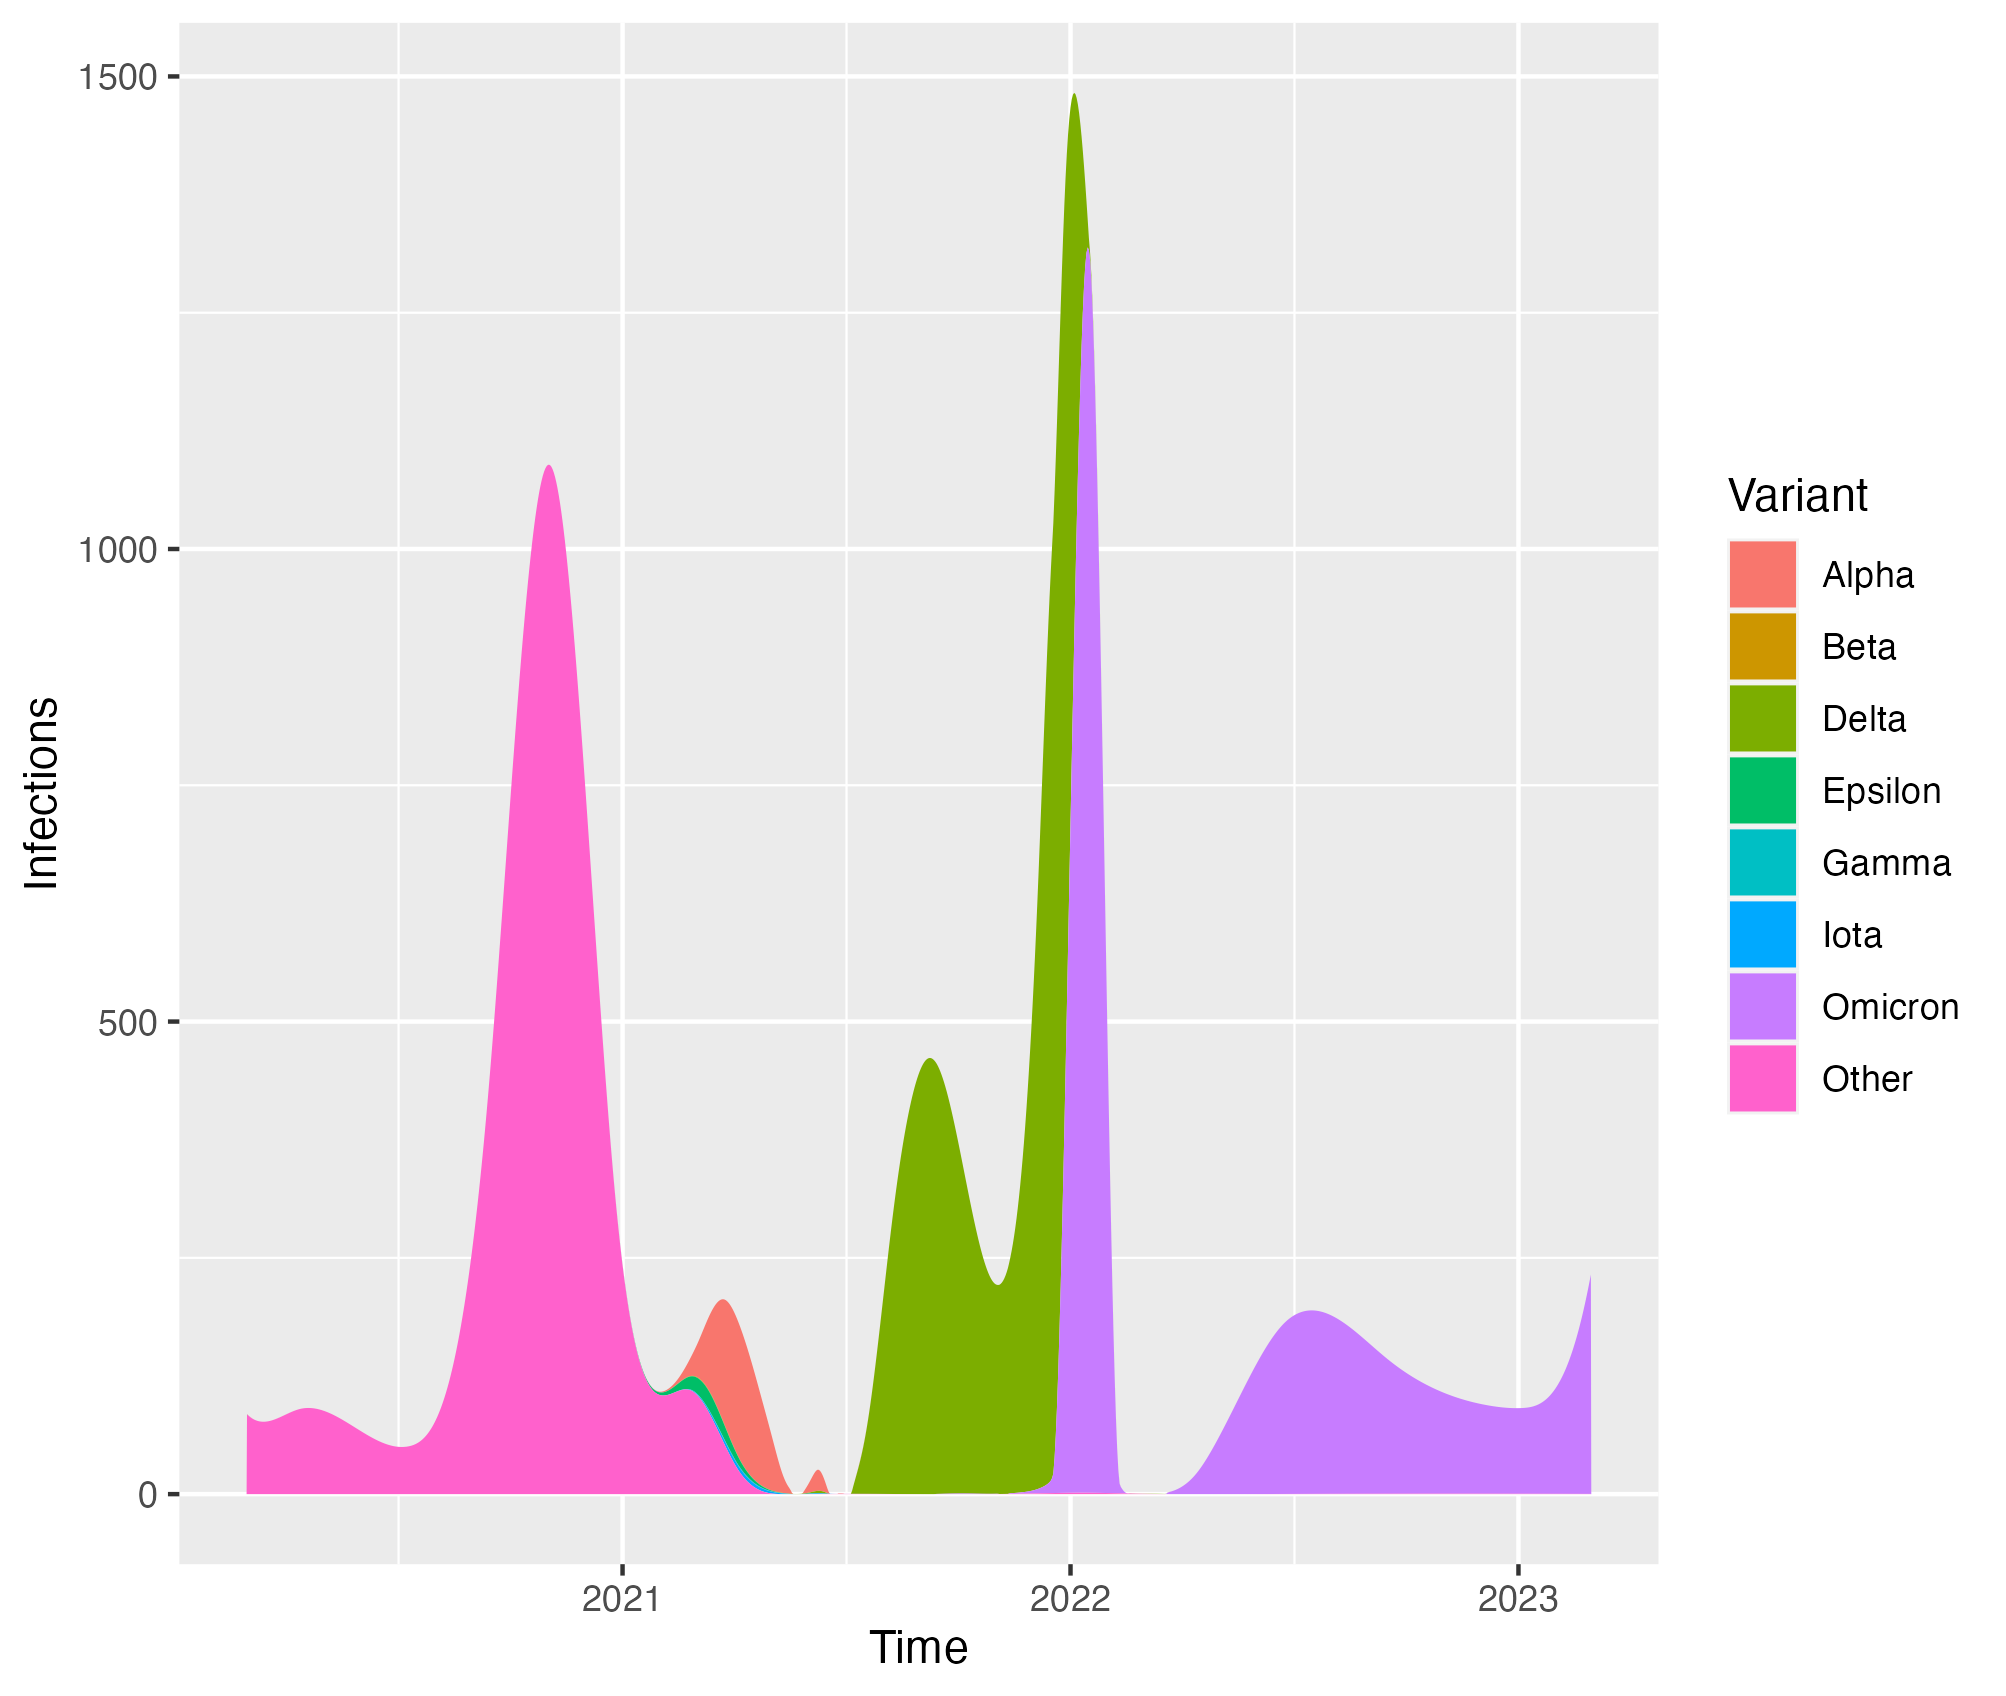 1500
1000
500
0
Infections
2021
2022
2023
Time
Variant
Alpha
Beta
Delta
Epsilon
Gamma
Iota
Omicron
Other